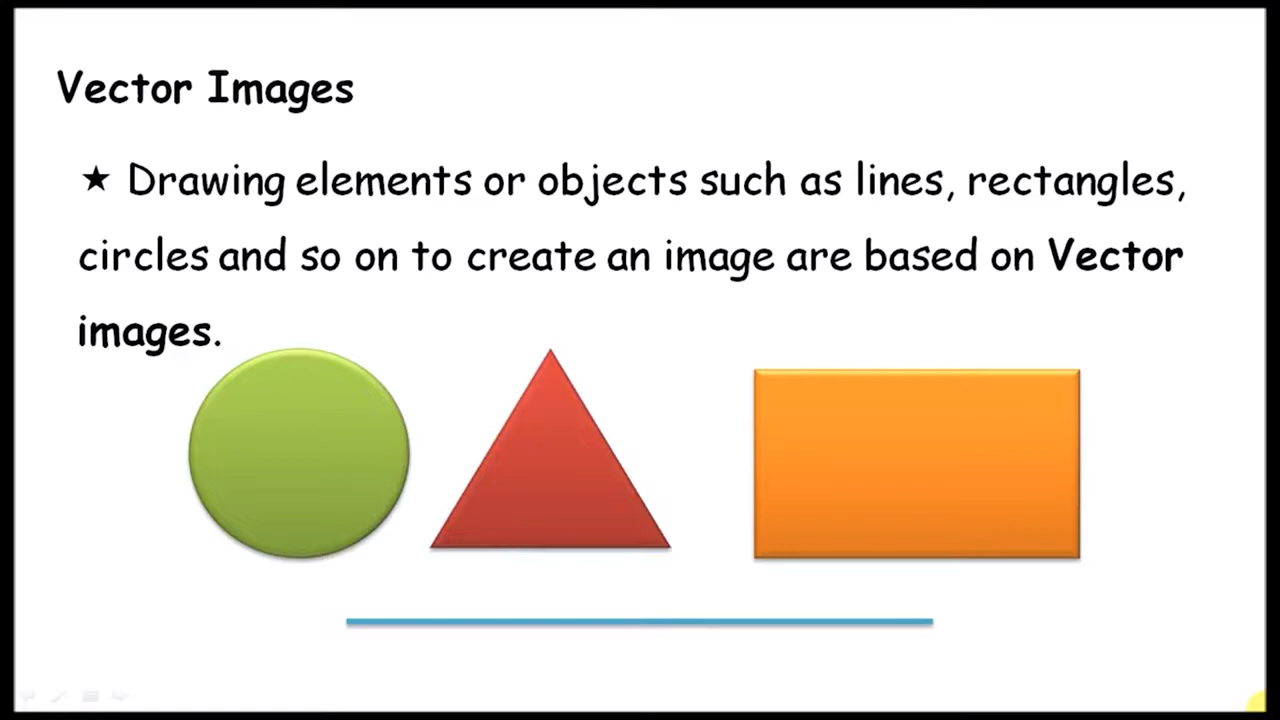 Vector Images
★ Drawing elements or objects such as lines, rectangles,
circles and so on to create an image are based on Vector
images.